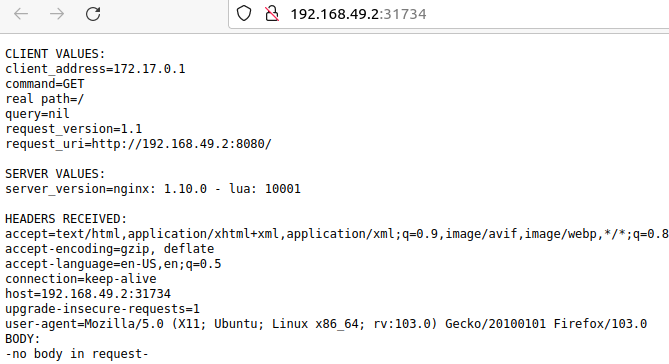 192.168.49.2:31734
CLIENT VALUES:
client_address=172.17.0.1
command=GET
real path=/
query=nil
request_version=1.1
request_uri=http://192.168.49.2:8080/
SERVER VALUES:
server_version=nginx: 1.10.0 - lua: 10001
HEADERS RECEIVED:
accept=text/html,application/xhtml+xml,application/xml;q=0.9,image/avif,image/webp,*/*;q=0.8
accept-encoding=gzip, deflate
accept-language=en-US,en;q=0.5
connection=keep-alive
host=192.168.49.2:31734
upgrade-insecure-requests=1
user-agent=Mozilla/5.0 (X11; Ubuntu; Linux x86_64; rv:103.0) Gecko/20100101 Firefox/103.0
BODY:
-no body in request-